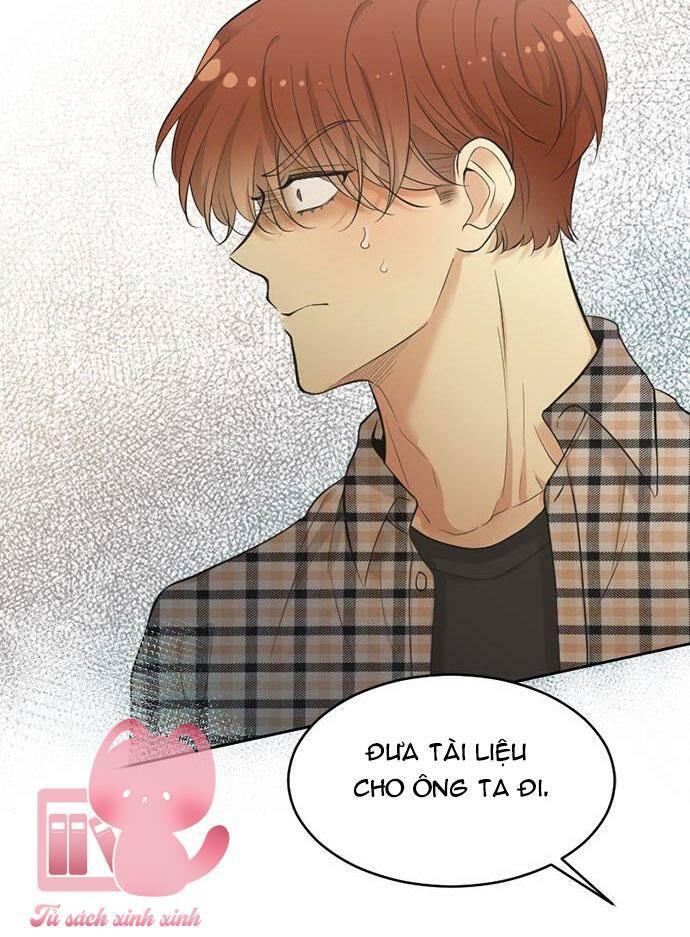 ĐƯA TÀI LIỆU
CHO ÔNG TA ĐI.
Tủ sách xinh xinh